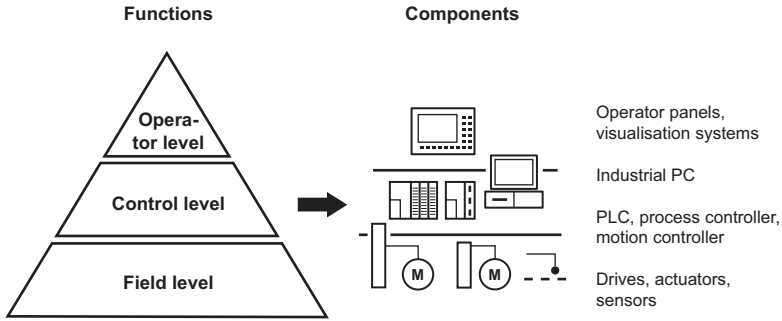 Functions
Components
Opera-
tor level
Control level
Field level
M
M
Operator panels,
visualisation systems
Industrial PC
PLC, process controller,
motion controller
Drives, actuators,
sensors